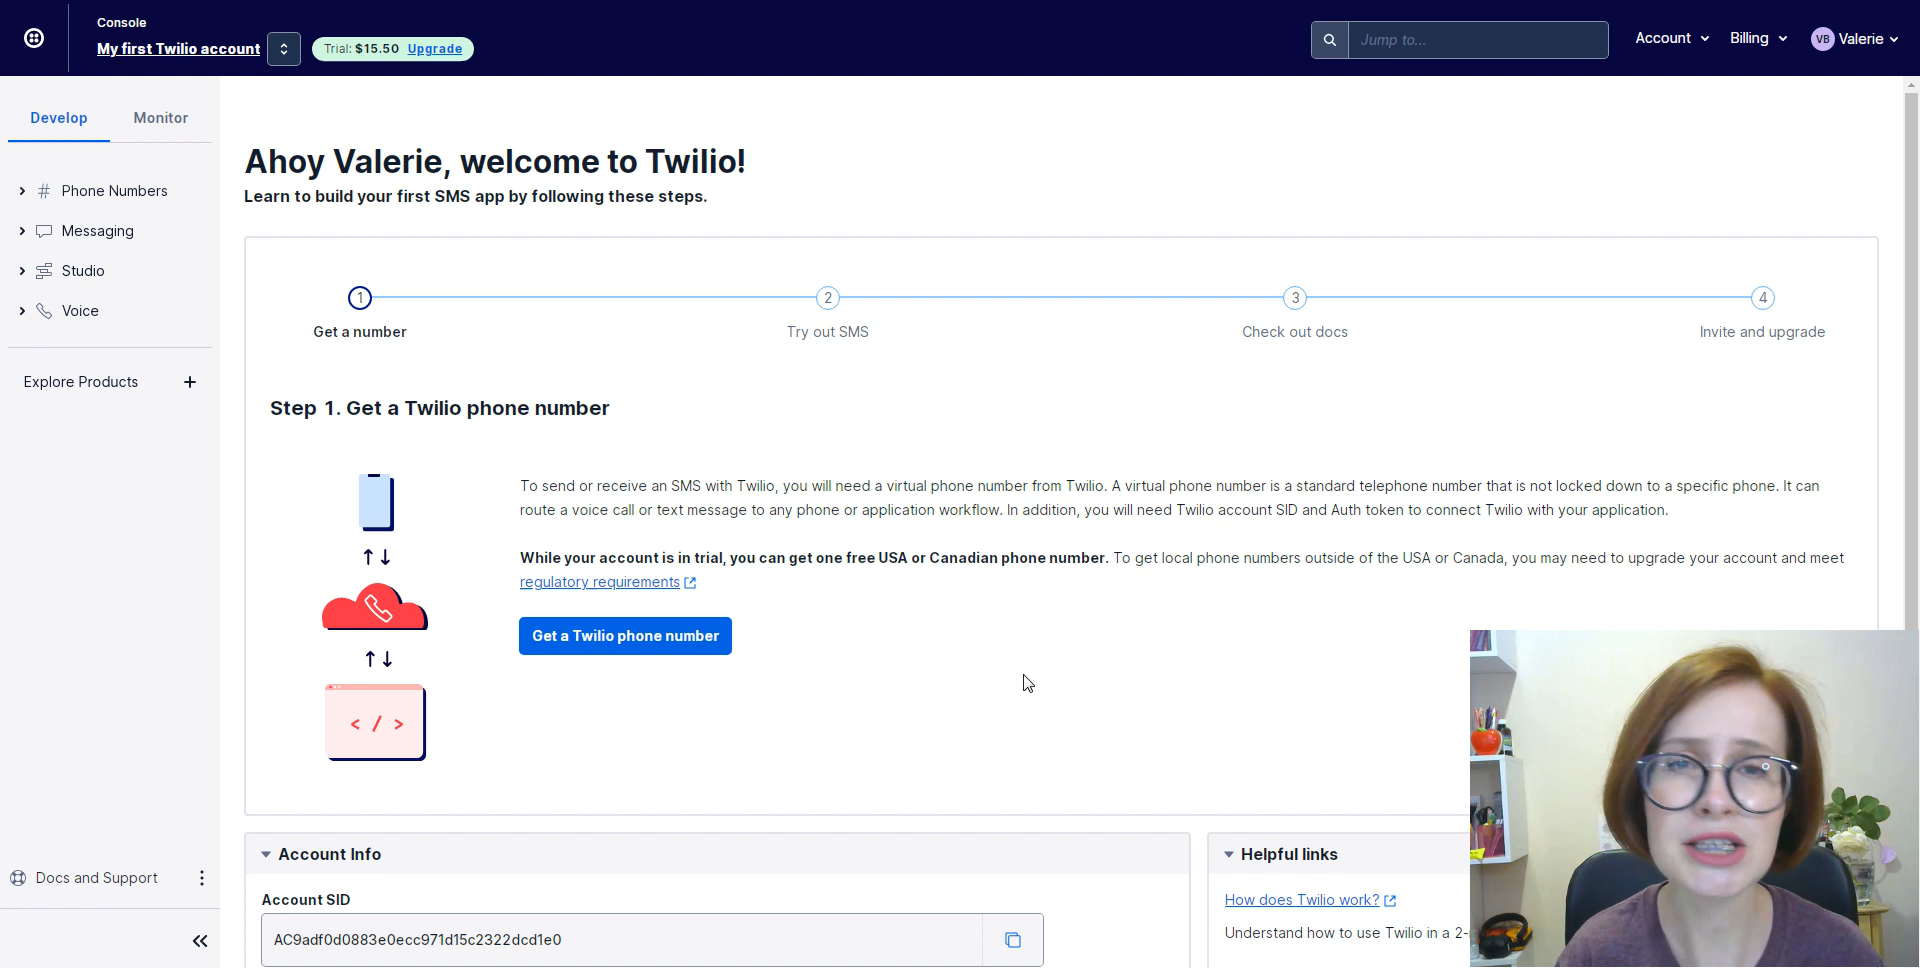 Console
My first Twilio account
Trial: $15.50 Upgrade
Jump to...
Account
Billing
VB Valerie
Develop
Monitor
Phone Numbers
Messaging
Studio
Voice
Explore Products
Docs and Support
Ahoy Valerie, welcome to Twilio!
Learn to build your first SMS app by following these steps.
1
2
3
4
Get a number
Try out SMS
Check out docs
Invite and upgrade
Step 1. Get a Twilio phone number
To send or receive an SMS with Twilio, you will need a virtual phone number from Twilio. A virtual phone number is a standard telephone number that is not locked down to a specific phone. It can
route a voice call or text message to any phone or application workflow. In addition, you will need Twilio account SID and Auth token to connect Twilio with your application.
While your account is in trial, you can get one free USA or Canadian phone number. To get local phone numbers outside of the USA or Canada, you may need to upgrade your account and meet
regulatory requirements
Get a Twilio phone number
< / >
Account Info
Account SID
AC9adf0d0883e0ecc971d15c2322dcd1e0
Helpful links
How does Twilio work?
Understand how to use Twilio in a 2-